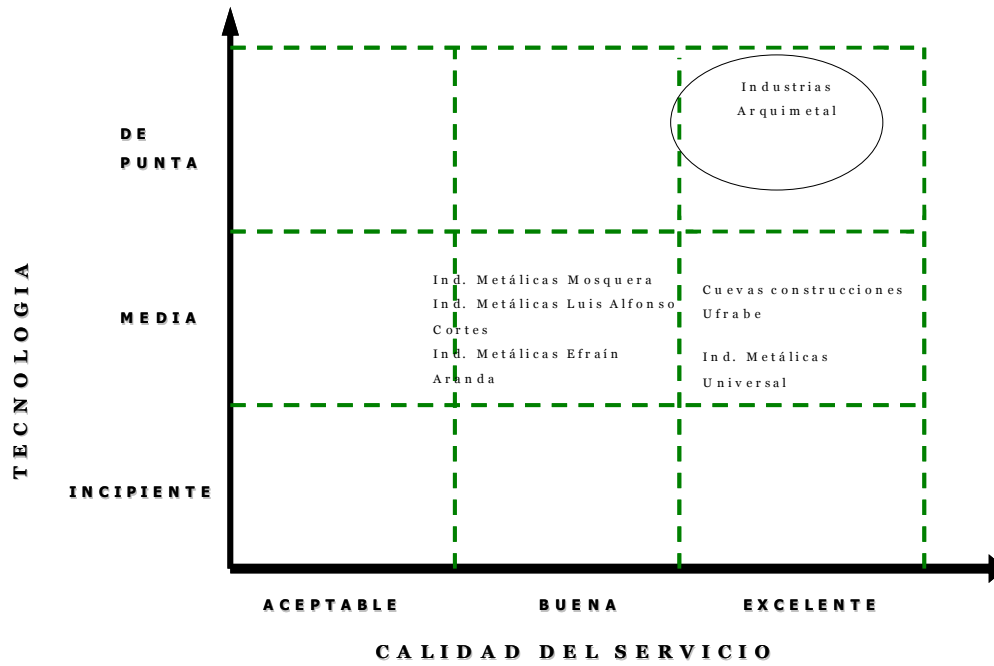 Industrias
Arquimetal
DE
PUNTA
TECNOLOGIA
MEDIA
Ind. Metálicas Mosquera
Ind. Metálicas Luis Alfonso
Cortes
Ind. Metálicas Efraín
Aranda
Cuevas construcciones
Ufrabe
Ind. Metálicas
Universal
INCIPIENTE
ACEPTABLE
BUENA
EXCELENTE
CALIDAD DEL SERVICIO